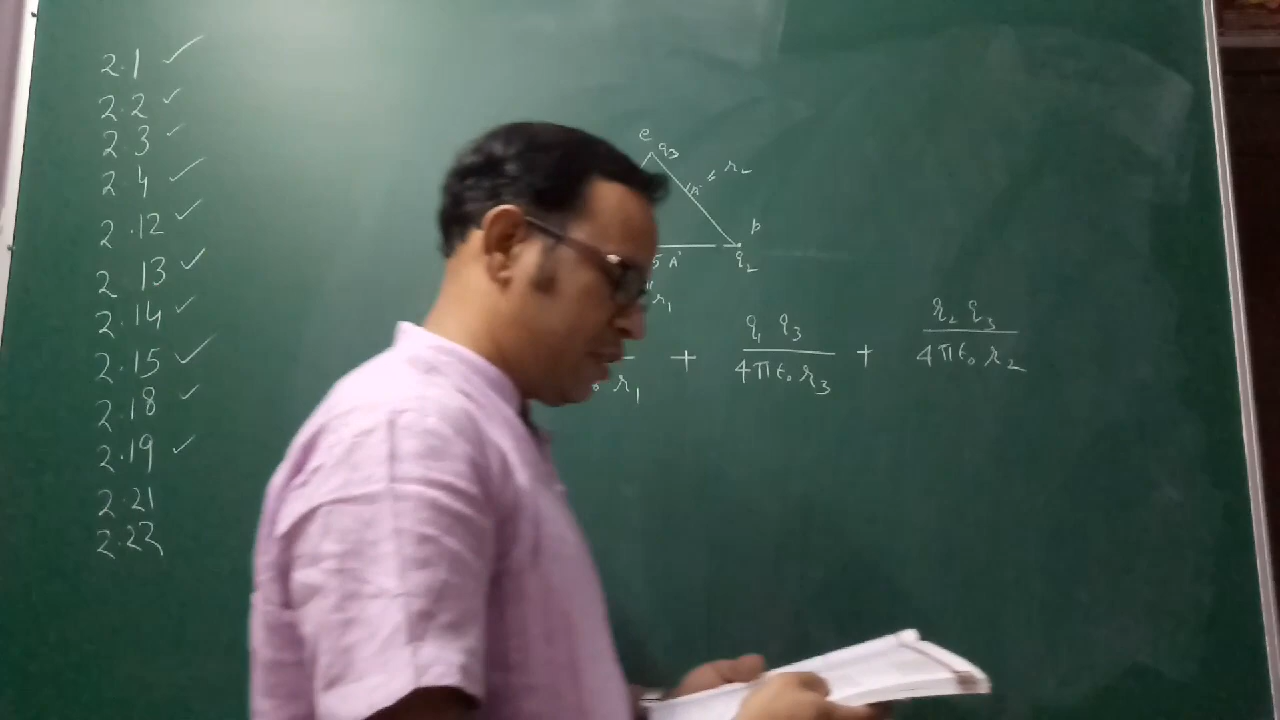 2.1 ✓
2.2 ✓
2.3 ✓
2.4 ✓
2.12 ✓
2.13 ✓
2.14 ✓
2.15 ✓
2.18 ✓
2.19 ✓
2.21
2.22
e
q3
A° r2
p
5 A° q2
r1
q1 q3 q2 q3
r1 + 4πε0 r3 + 4πε0 r2